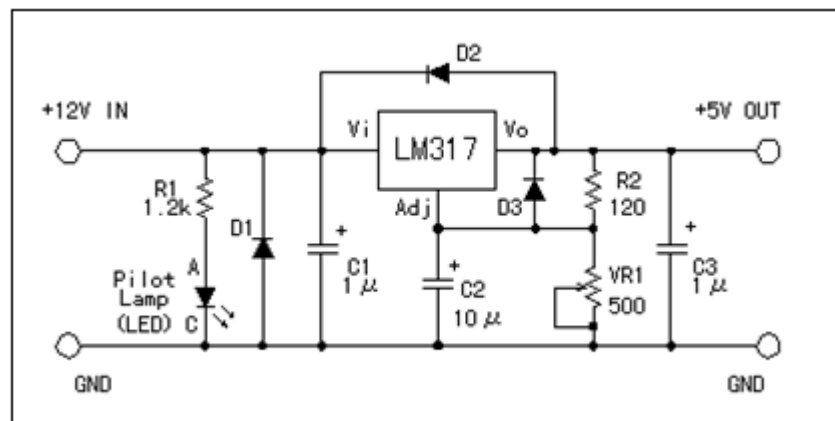 D2
+12V IN
+5V OUT
Vi
LM317
Vo
R1
1.2k
Adj
D3
R2
120
D1
A
Pilot
Lamp
(LED)
C
C1
1μ
C2
10μ
VR1
500
C3
1μ
GND
GND